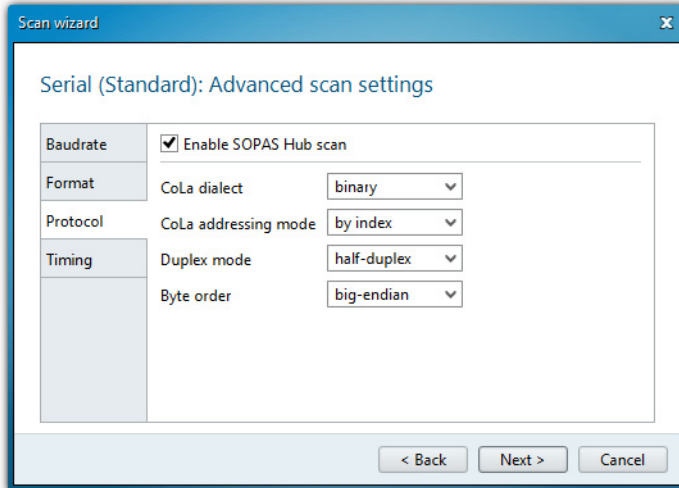 Scan wizard
Serial (Standard): Advanced scan settings
Baudrate
Format
Protocol
Timing
Enable SOPAS Hub scan
CoLa dialect binary
CoLa addressing mode by index
Duplex mode half-duplex
Byte order big-endian
< Back Next > Cancel